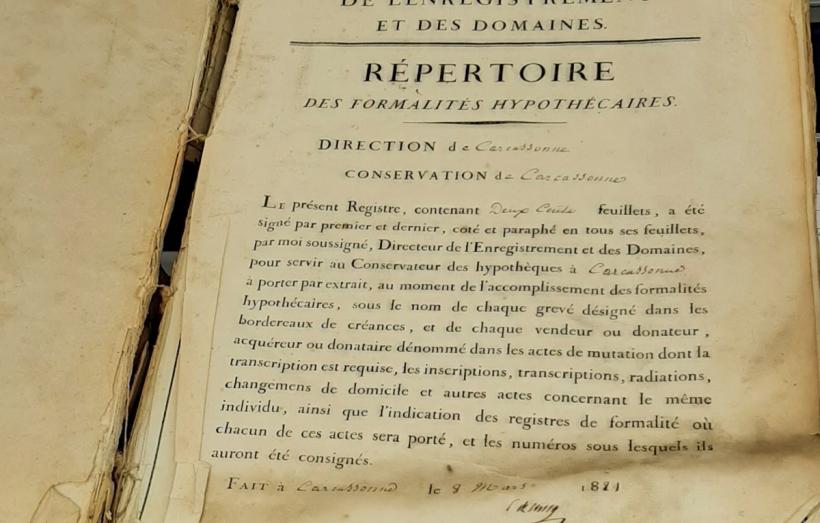 DE L'ENREGISTREMENT
ET DES DOMAINES.
RÉPERTOIRE
DES FORMALITÉS HYPOTHÉCAIRES.
DIRECTION de Carcassonne
CONSERVATION de Carcassonne
LE présent Registre, contenant Deux Cents feuillets, a été
signé par premier et dernier, coté et paraphé en tous ses feuillets,
par moi soussigné, Directeur de l'Enregistrement et des Domaines,
pour servir au Conservateur des hypothèques à Carcassonne
à porter par extrait, au moment de l'accomplissement des formalités
hypothécaires, sous le nom de chaque grevé désigné dans les
bordereaux de créances, et de chaque vendeur ou donateur,
acquéreur ou donataire dénommé dans les actes de mutation dont la
transcription est requise, les inscriptions, transcriptions, radiations,
changemens de domicile et autres actes concernant le même
individu, ainsi que l'indication des registres de formalité où
chacun de ces actes sera porté, et les numéros sous lesquels ils
auront été consignés.
FAIT à Carcassonne le 8 Mars 1821